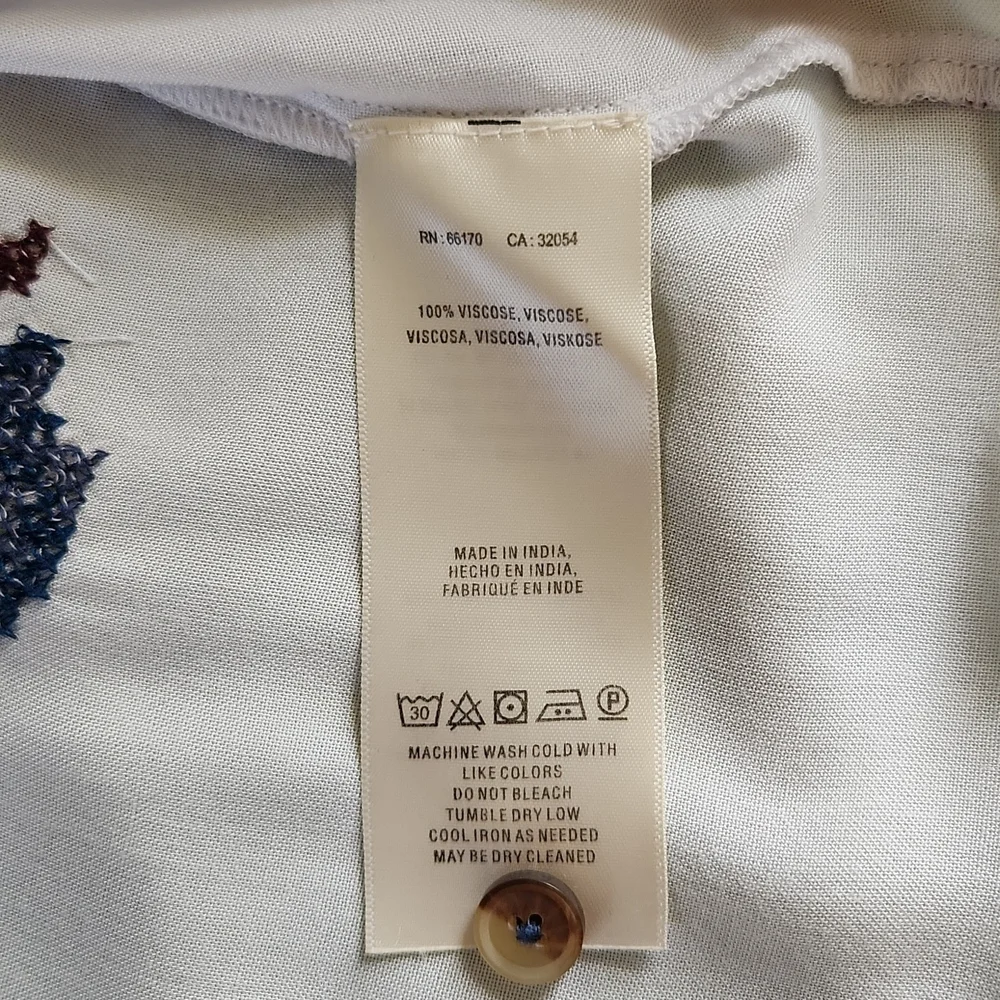 RN: 66170 CA: 32054
100% VISCOSE, VISCOSE,
VISCOSA, VISCOSA, VISKOSE
MADE IN INDIA,
HECHO EN INDIA,
FABRIQUÉ EN INDE
30 P
MACHINE WASH COLD WITH
LIKE COLORS
DO NOT BLEACH
TUMBLE DRY LOW
COOL IRON AS NEEDED
MAY BE DRY CLEANED